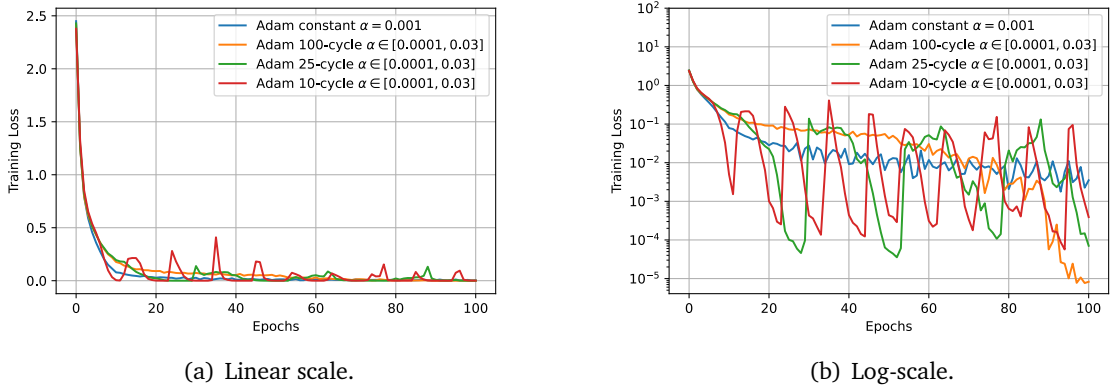 2.5
2.0
1.5
1.0
0.5
0.0
Training Loss
0 20 40 60 80 100
Epochs
Adam constant α = 0.001
Adam 100-cycle α ∈ [0.0001, 0.03]
Adam 25-cycle α ∈ [0.0001, 0.03]
Adam 10-cycle α ∈ [0.0001, 0.03]
(a) Linear scale.
10²
10¹
10⁰
10⁻¹
10⁻²
10⁻³
10⁻⁴
10⁻⁵
Training Loss
0 20 40 60 80 100
Epochs
Adam constant α = 0.001
Adam 100-cycle α ∈ [0.0001, 0.03]
Adam 25-cycle α ∈ [0.0001, 0.03]
Adam 10-cycle α ∈ [0.0001, 0.03]
(b) Log-scale.